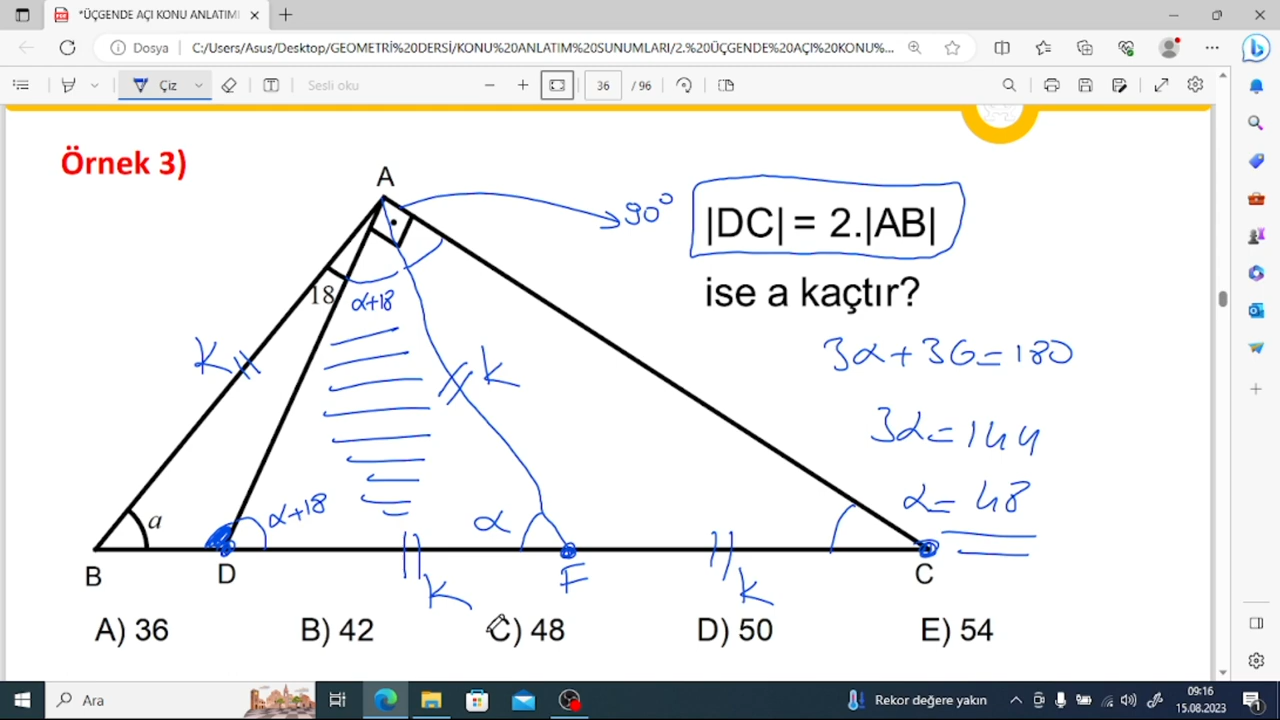 *ÜÇGENDE AÇI KONU ANLATIMI
Dosya C:/Users/Asus/Desktop/GEOMETRİ%20DERSİ/KONU%20ANLATIM%20SUNUMLARI/2.%20ÜÇGENDE%20AÇI%20KONU%...
Çiz Sesli oku 36 / 96
Örnek 3)
A
90°
|DC| = 2.|AB|
ise a kaçtır?
18
α+18
K
k
3α+36=180
3α=144
α=48
a
α+18
α
B
D
k
F
k
C
A) 36 B) 42 C) 48 D) 50 E) 54
Ara
Rekor değere yakın
09:16
15.08.2023
1